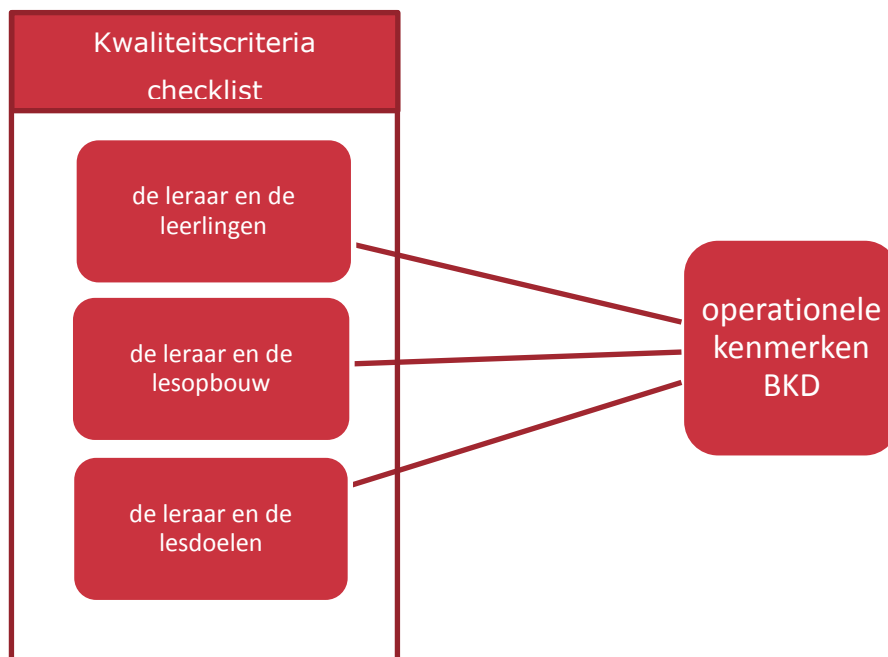 Kwaliteitscriteria
checklist
de leraar en de
leerlingen
de leraar en de
lesopbouw
de leraar en de
lesdoelen
operationele
kenmerken
BKD